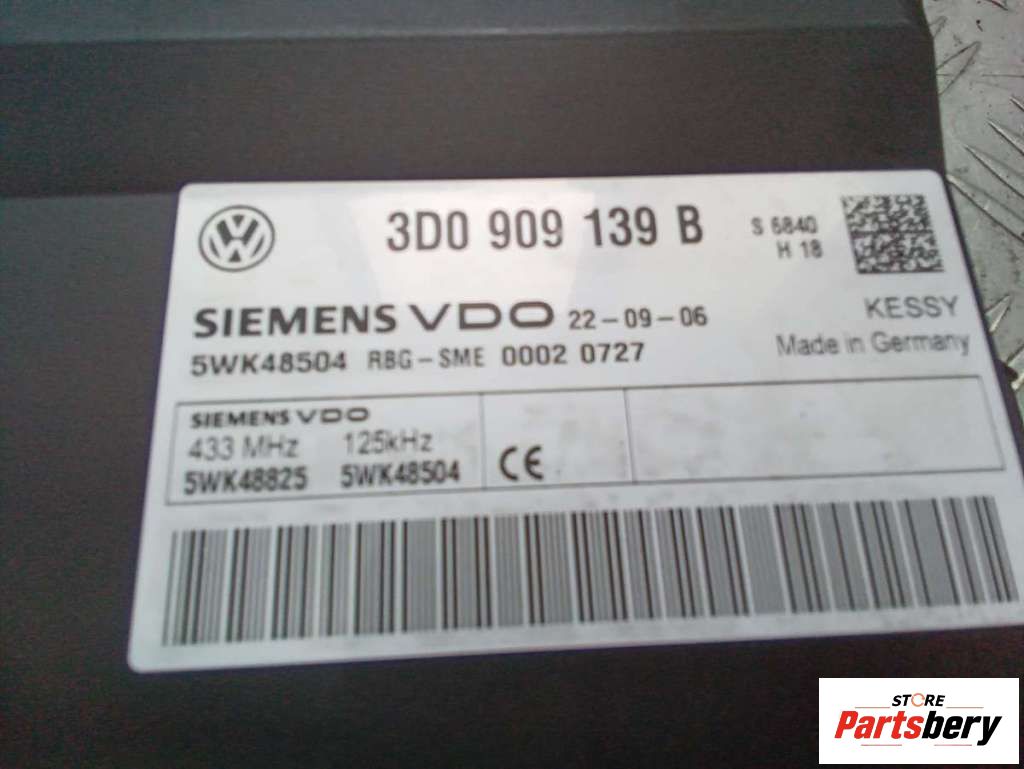 3D0 909 139 B
S 6840
H 18
SIEMENS VDO 22-09-06
KESSY
5WK48504 RBG-SME 0002 0727
Made in Germany
SIEMENS VDO
433 MHz 125kHz
5WK48825 5WK48504
CE
STORE
Partsbery